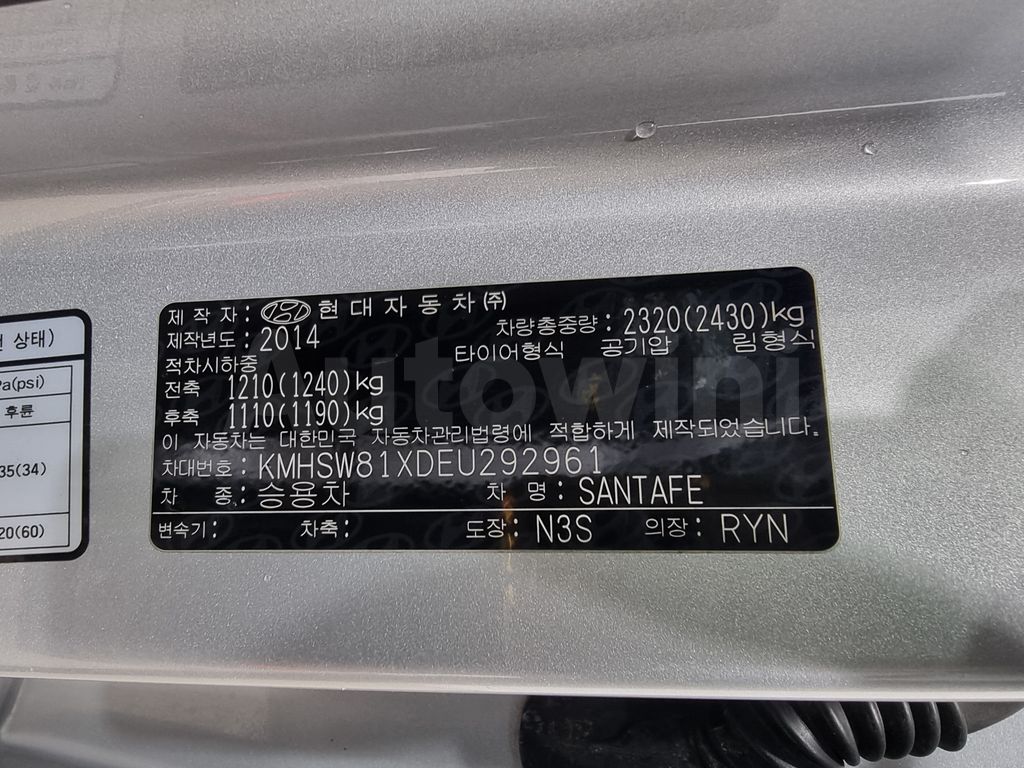 제 작 자 : 현대자동차㈜
제작년도 : 2014
차량총중량 : 2320(2430)kg
적차시하중
타이어형식 공기압 림형식
전축 1210(1240)kg
후축 1110(1190)kg
이 자동차는 대한민국 자동차관리법령에 적합하게 제작되었습니다.
차대번호 : KMHSW81XDEU292961
차 종 : 승용차 차 명 : SANTAFE
변속기 : 차축 : 도장 : N3S 의장 : RYN
상태)
(psi)
후륜
35(34)
20(60)
Autowini